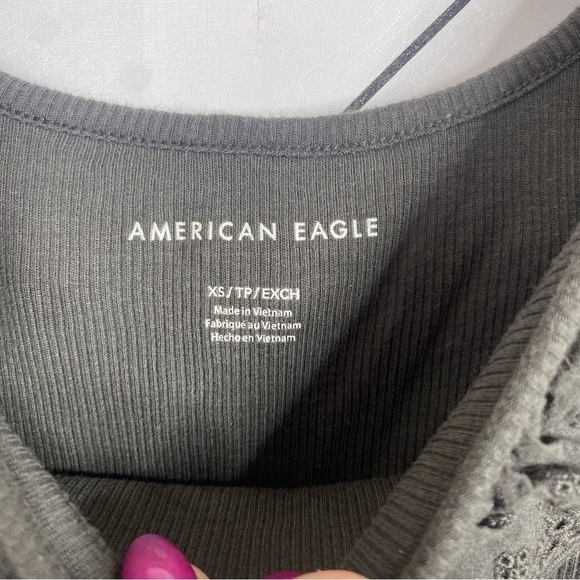 AMERICAN EAGLE
XS/TP/EXCH
Made in Vietnam
Fabriqué au Vietnam
Hecho en Vietnam